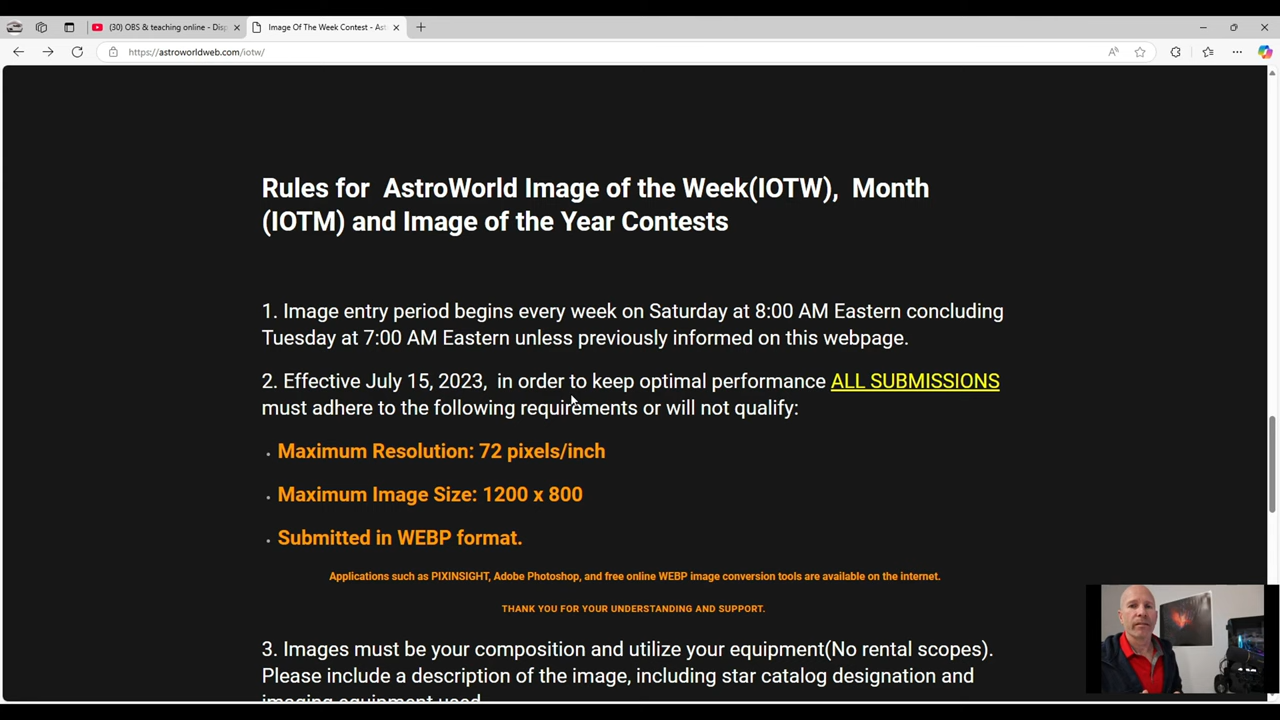 (30) OBS & teaching online - Disp
Image Of The Week Contest - Ast
https://astroworldweb.com/iotw/
Rules for AstroWorld Image of the Week(IOTW), Month
(IOTM) and Image of the Year Contests
1. Image entry period begins every week on Saturday at 8:00 AM Eastern concluding
Tuesday at 7:00 AM Eastern unless previously informed on this webpage.
2. Effective July 15, 2023, in order to keep optimal performance ALL SUBMISSIONS
must adhere to the following requirements or will not qualify:
• Maximum Resolution: 72 pixels/inch
• Maximum Image Size: 1200 x 800
• Submitted in WEBP format.
Applications such as PIXINSIGHT, Adobe Photoshop, and free online WEBP image conversion tools are available on the internet.
THANK YOU FOR YOUR UNDERSTANDING AND SUPPORT.
3. Images must be your composition and utilize your equipment(No rental scopes).
Please include a description of the image, including star catalog designation and
imaging equipment used